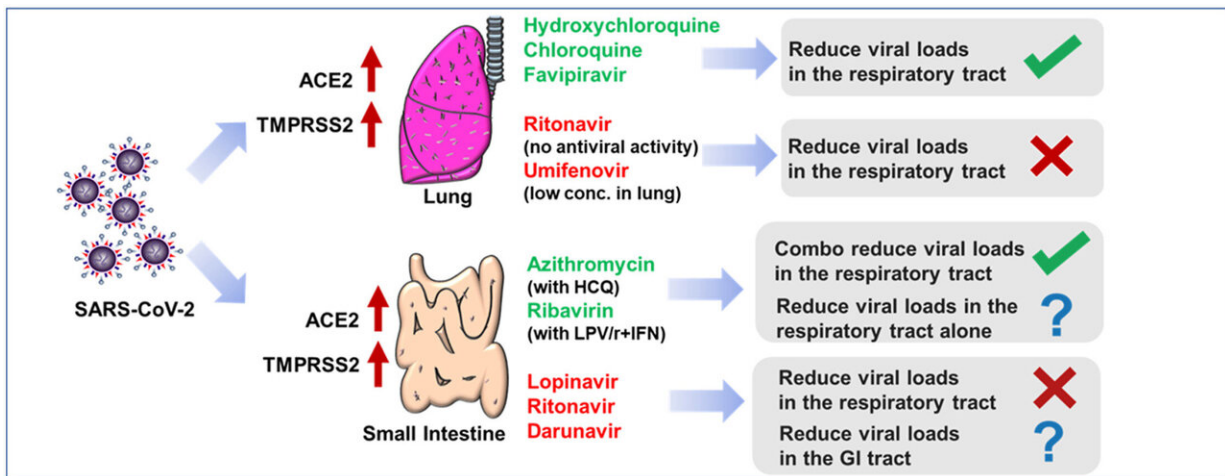 SARS-CoV-2
ACE2
TMPRSS2
Lung
Hydroxychloroquine
Chloroquine
Favipiravir
Reduce viral loads
in the respiratory tract
Ritonavir
(no antiviral activity)
Umifenovir
(low conc. in lung)
Reduce viral loads
in the respiratory tract
ACE2
TMPRSS2
Small Intestine
Azithromycin
(with HCQ)
Ribavirin
(with LPV/r+IFN)
Combo reduce viral loads
in the respiratory tract
Reduce viral loads in the
respiratory tract alone
?
Lopinavir
Ritonavir
Darunavir
Reduce viral loads
in the respiratory tract
Reduce viral loads
in the GI tract
?